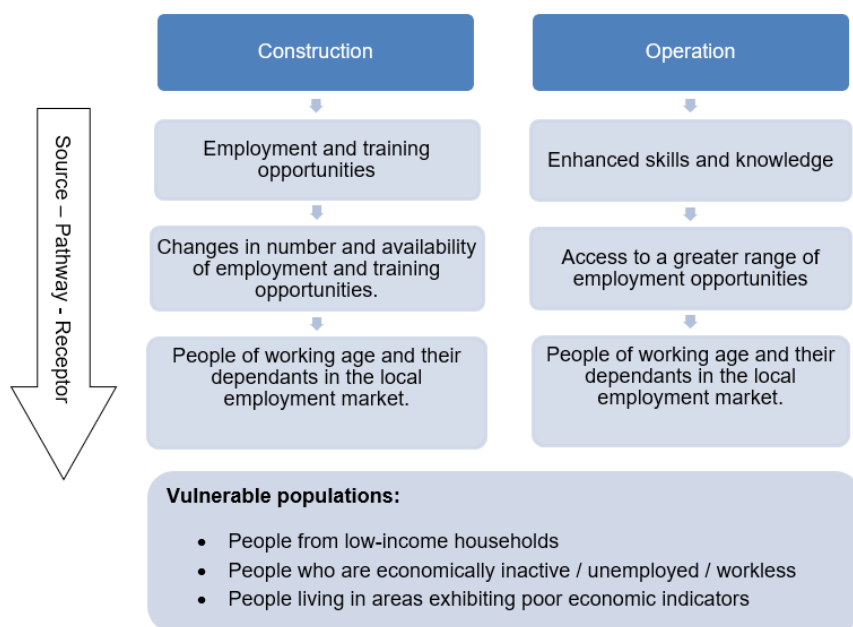 Construction
Operation
Source – Pathway - Receptor
Employment and training
opportunities
Enhanced skills and knowledge
Changes in number and availability
of employment and training
opportunities.
Access to a greater range of
employment opportunities
People of working age and their
dependants in the local
employment market.
People of working age and their
dependants in the local
employment market.
Vulnerable populations:
• People from low-income households
• People who are economically inactive / unemployed / workless
• People living in areas exhibiting poor economic indicators